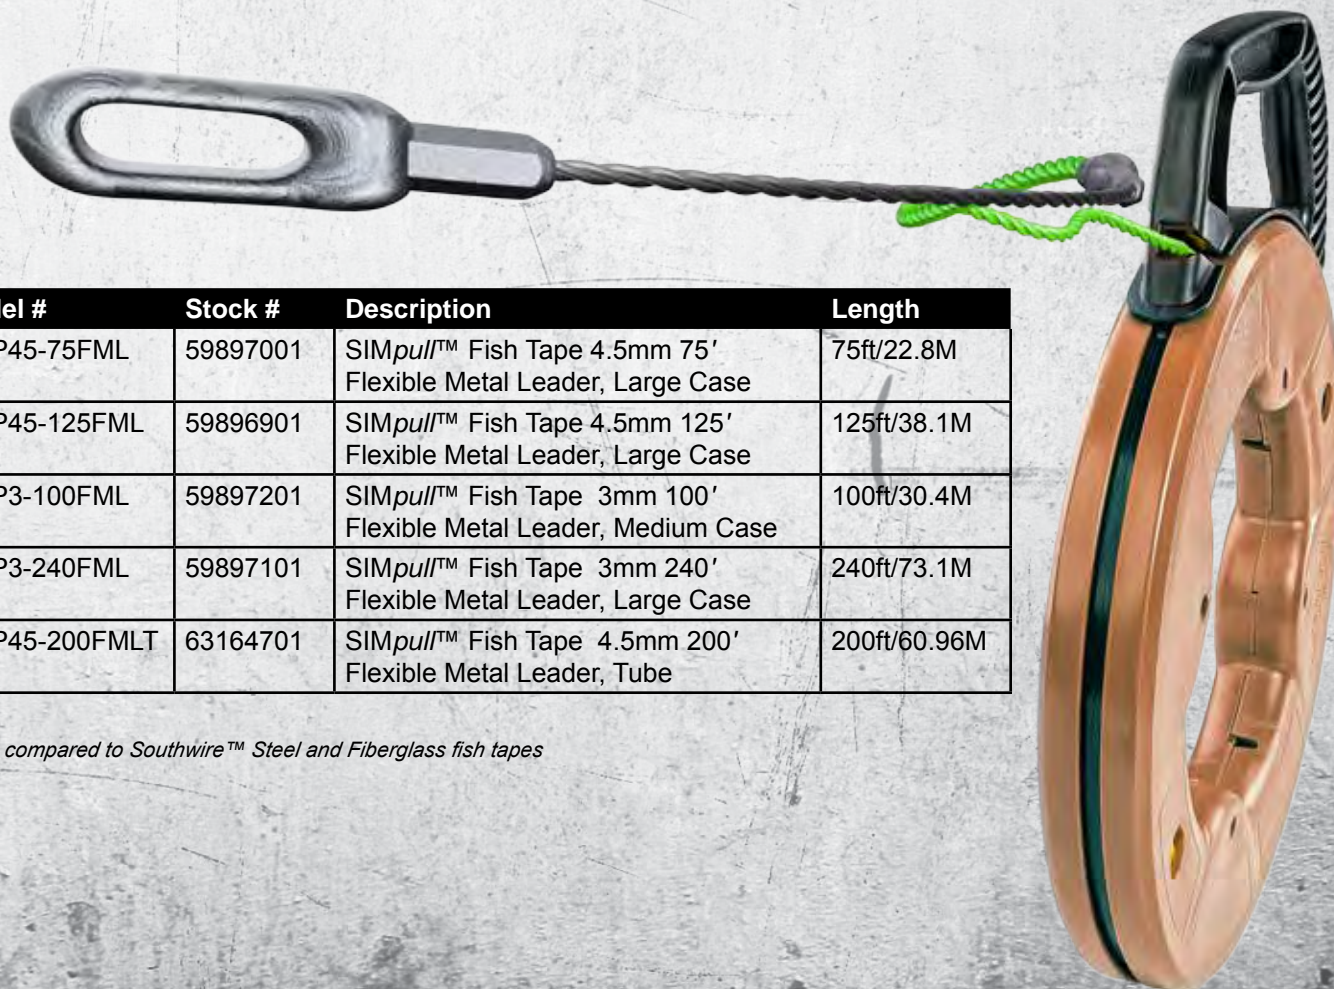 del # Stock # Description Length
P45-75FML 59897001 SIMpull™ Fish Tape 4.5mm 75′ 75ft/22.8M
Flexible Metal Leader, Large Case
P45-125FML 59896901 SIMpull™ Fish Tape 4.5mm 125′ 125ft/38.1M
Flexible Metal Leader, Large Case
P3-100FML 59897201 SIMpull™ Fish Tape 3mm 100′ 100ft/30.4M
Flexible Metal Leader, Medium Case
P3-240FML 59897101 SIMpull™ Fish Tape 3mm 240′ 240ft/73.1M
Flexible Metal Leader, Large Case
P45-200FMLT 63164701 SIMpull™ Fish Tape 4.5mm 200′ 200ft/60.96M
Flexible Metal Leader, Tube
compared to Southwire™ Steel and Fiberglass fish tapes